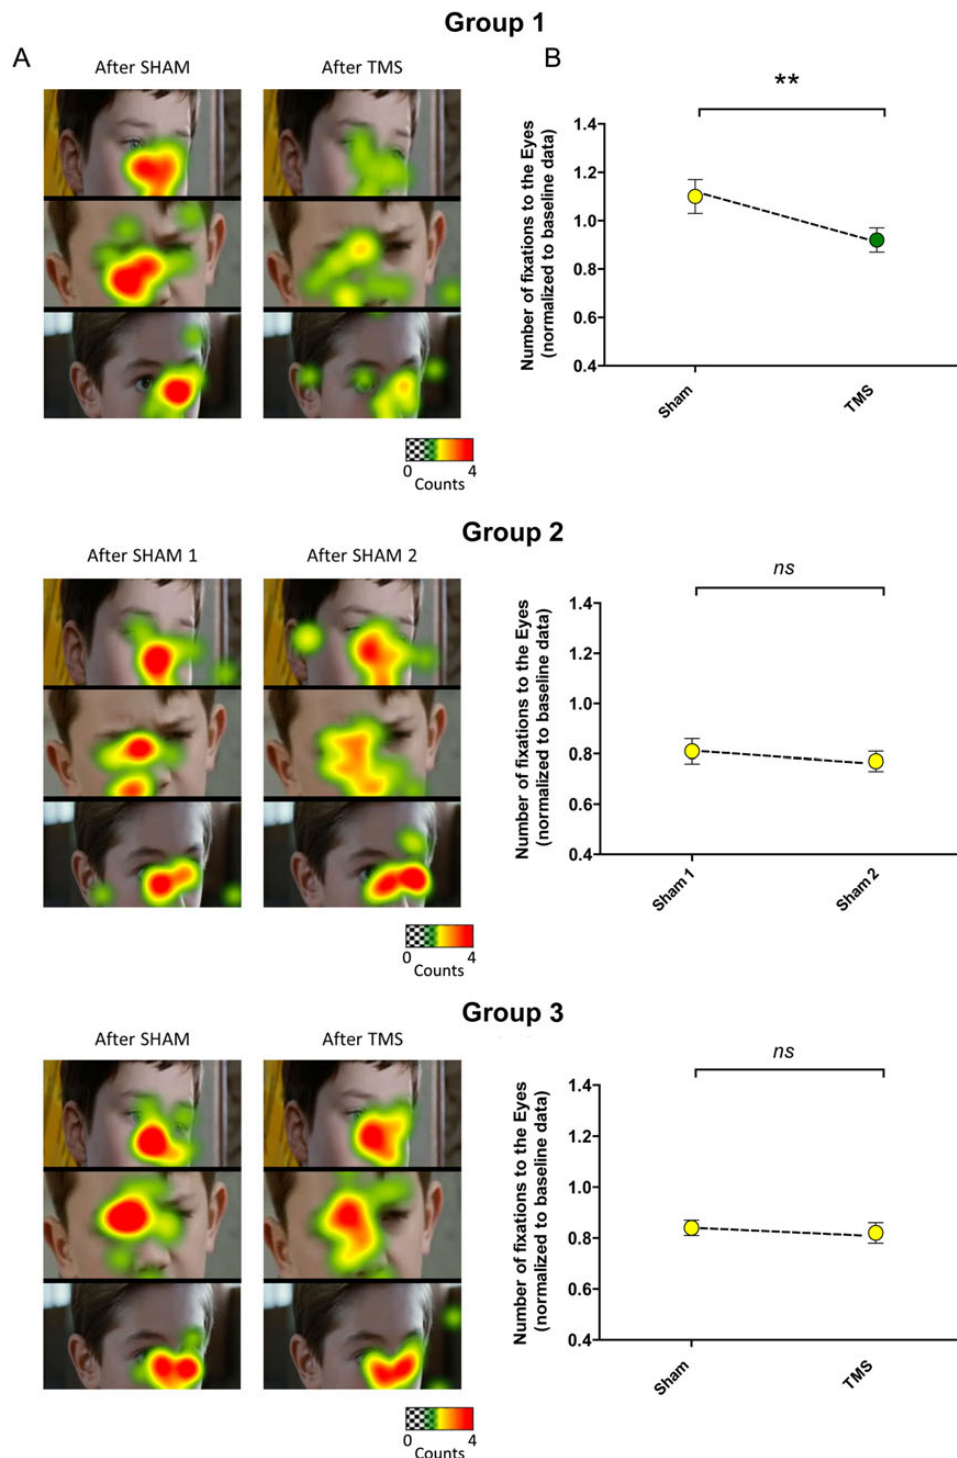 Group 1
A
After SHAM
After TMS
0
4
Counts
B
**
Number of fixations to the Eyes
(normalized to baseline data)
1.4
1.2
1.0
0.8
0.6
0.4
Sham
TMS
Group 2
After SHAM 1
After SHAM 2
0
4
Counts
ns
Number of fixations to the Eyes
(normalized to baseline data)
1.4
1.2
1.0
0.8
0.6
0.4
Sham 1
Sham 2
Group 3
After SHAM
After TMS
0
4
Counts
ns
Number of fixations to the Eyes
(normalized to baseline data)
1.4
1.2
1.0
0.8
0.6
0.4
Sham
TMS